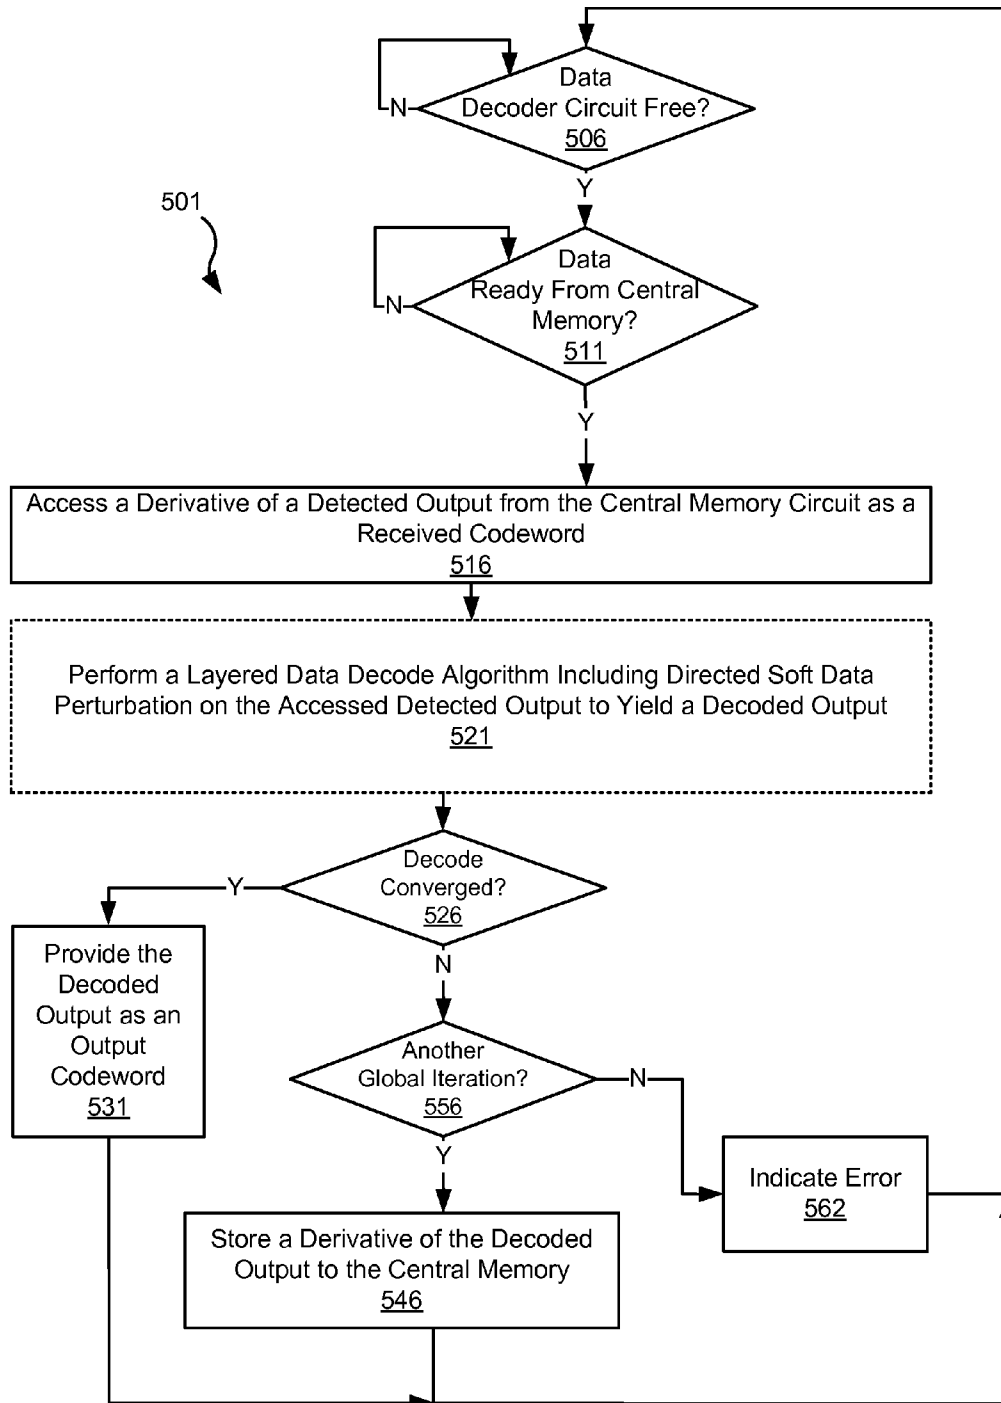 Data
Decoder Circuit Free?
506
N
Y
501
Data
Ready From Central
Memory?
511
N
Y
Access a Derivative of a Detected Output from the Central Memory Circuit as a
Received Codeword
516
Perform a Layered Data Decode Algorithm Including Directed Soft Data
Perturbation on the Accessed Detected Output to Yield a Decoded Output
521
Decode
Converged?
526
Y
N
Provide the
Decoded
Output as an
Output
Codeword
531
Another
Global Iteration?
556
N
Y
Indicate Error
562
Store a Derivative of the Decoded
Output to the Central Memory
546